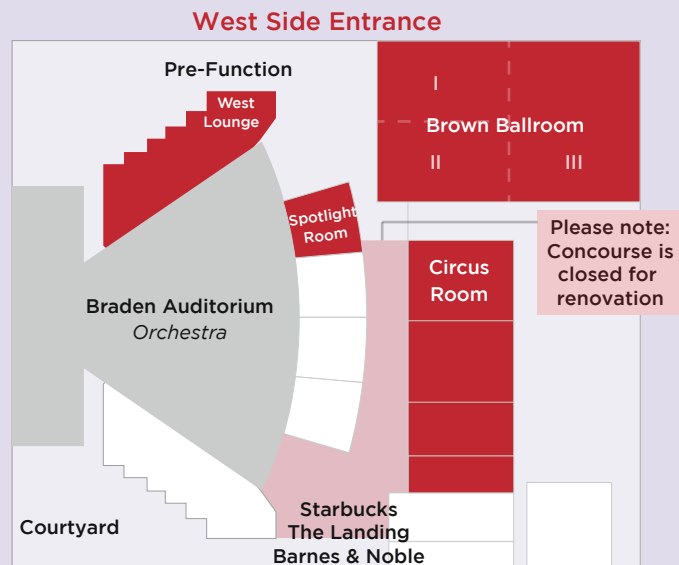 West Side Entrance
Pre-Function
West
Lounge
I
Brown Ballroom
II
III
Spotlight
Room
Please note:
Concourse is
closed for
renovation
Circus
Room
Braden Auditorium
Orchestra
Courtyard
Starbucks
The Landing
Barnes & Noble